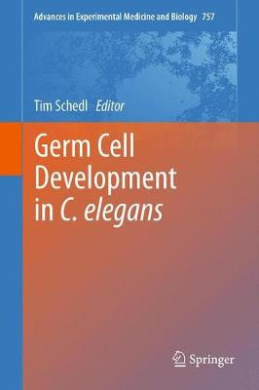 Advances in Experimental Medicine and Biology 757
Tim Schedl Editor
Germ Cell
Development
in C. elegans
Springer